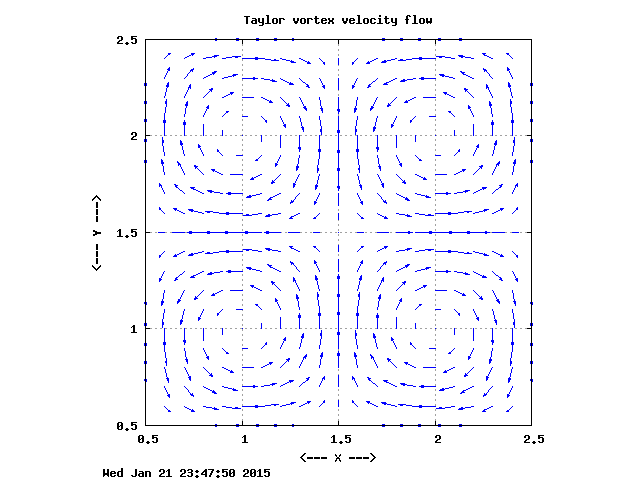 Taylor vortex velocity flow
2.5
2
1.5
1
0.5
<--- Y --->
0.5 1 1.5 2 2.5
<--- X --->
Wed Jan 21 23:47:50 2015